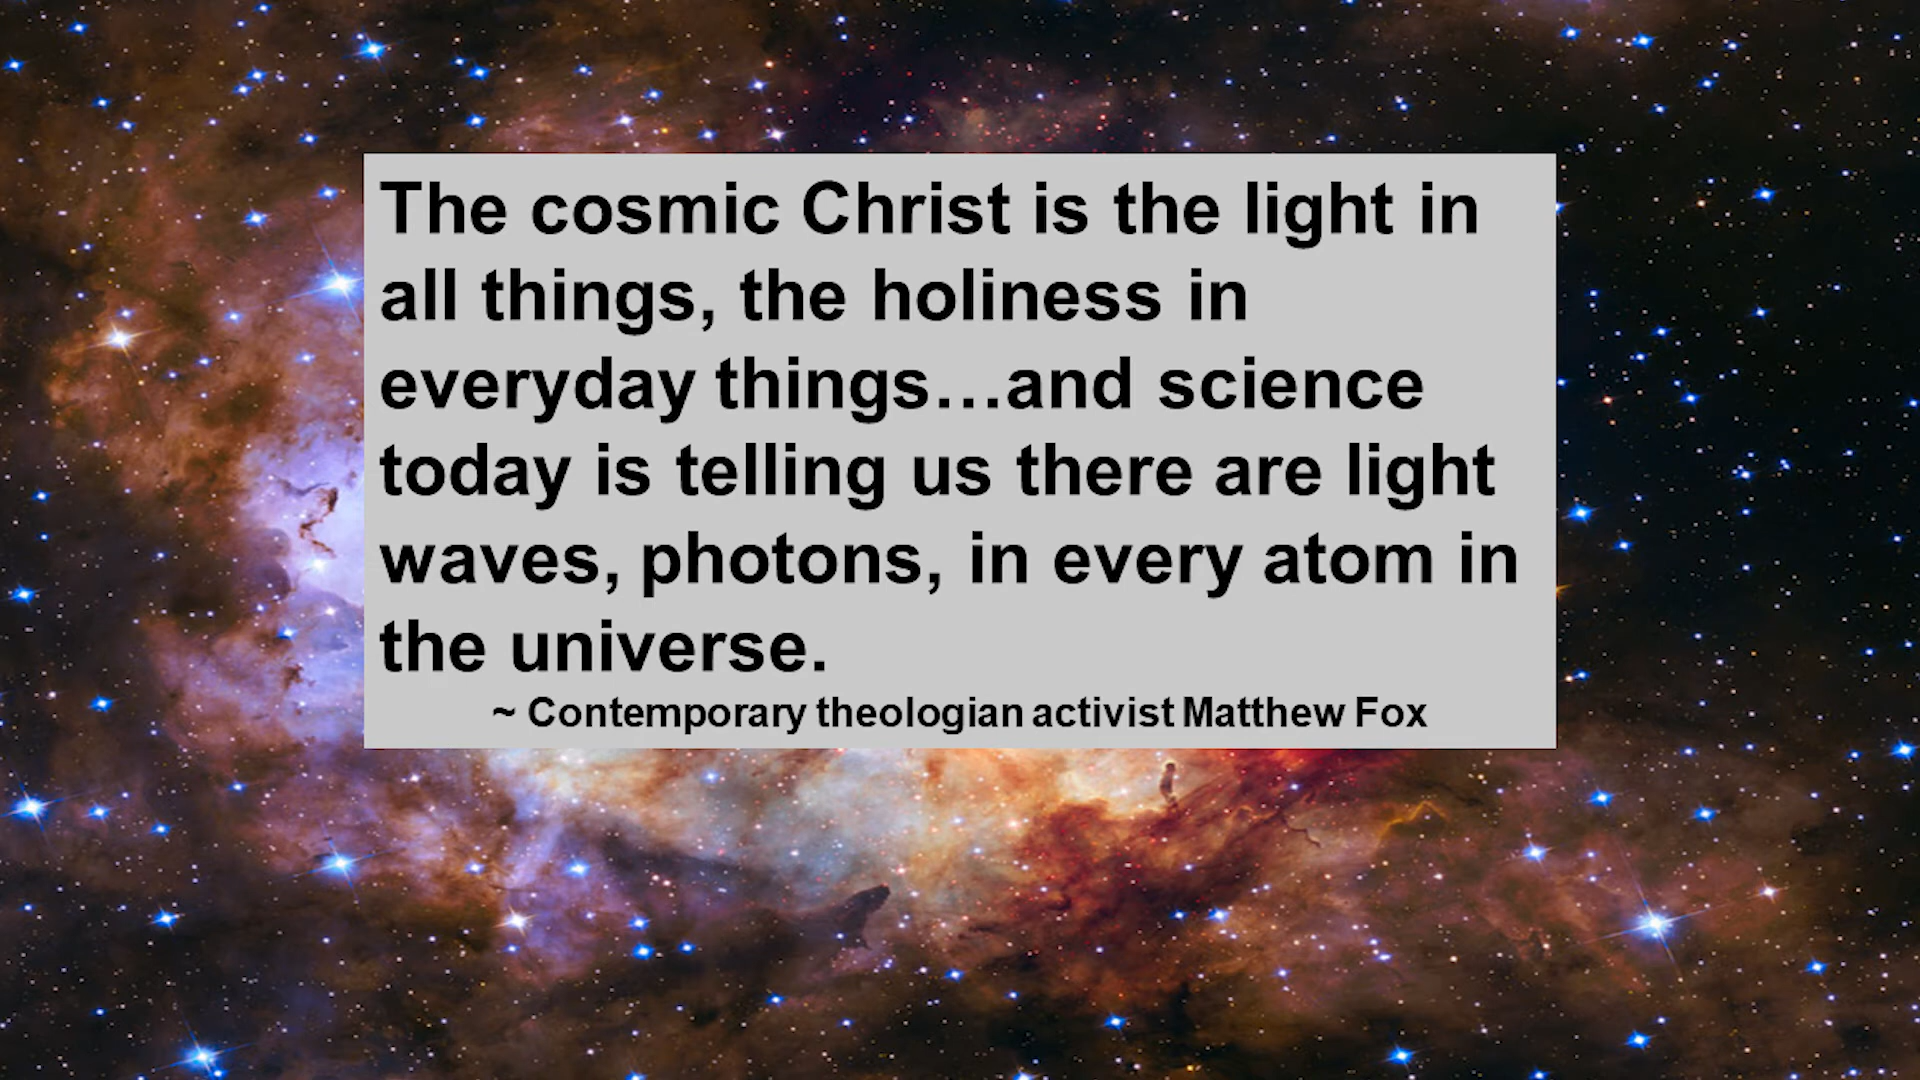 The cosmic Christ is the light in
all things, the holiness in
everyday things…and science
today is telling us there are light
waves, photons, in every atom in
the universe.
~ Contemporary theologian activist Matthew Fox